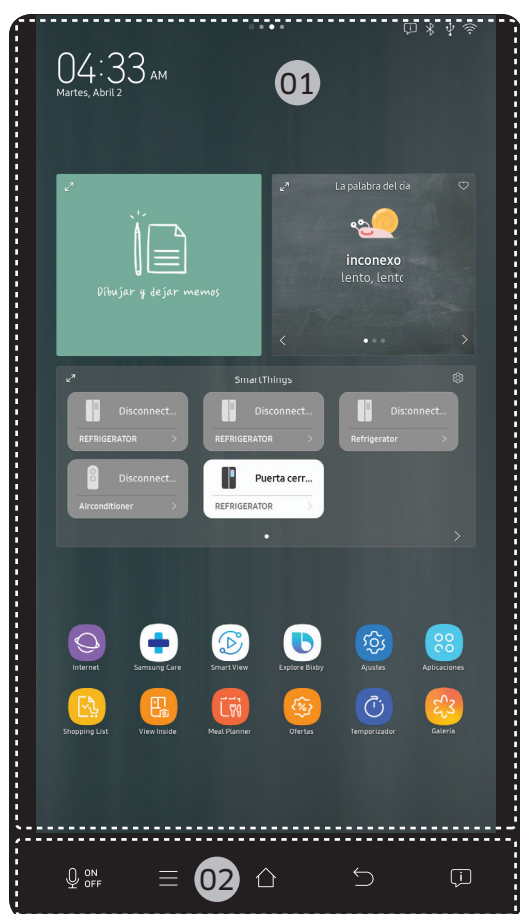 04:33 AM
Martes, Abril 2
01
Dibujar y dejar memos
La palabra del día
inconexo
lento, lento
SmartThings
Disconnect...
REFRIGERATOR
Disconnect...
REFRIGERATOR
Disconnect...
Refrigerator
Disconnect...
Airconditioner
Puerta cerr...
REFRIGERATOR
Internet
Samsung Care
Smart View
Explore Bixby
Ajustes
Aplicaciones
Shopping List
View Inside
Meal Planner
Ofertas
Temporizador
Galería
ON
OFF
02